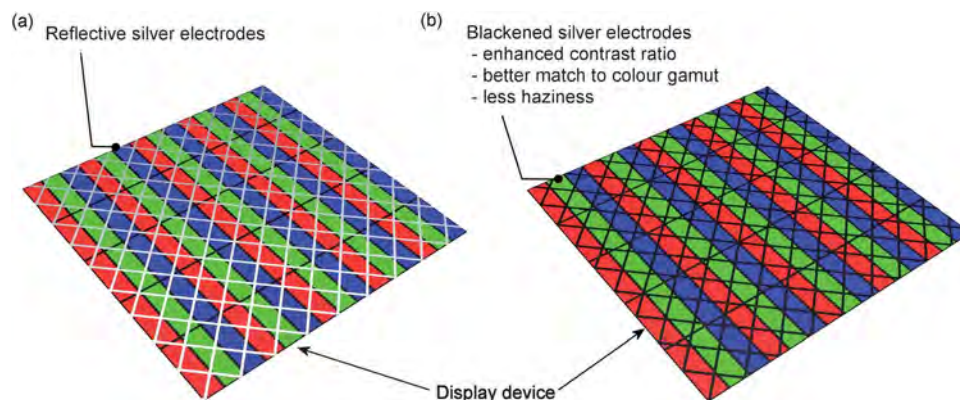 (a)
Reflective silver electrodes
(b)
Blackened silver electrodes
- enhanced contrast ratio
- better match to colour gamut
- less haziness
Display device